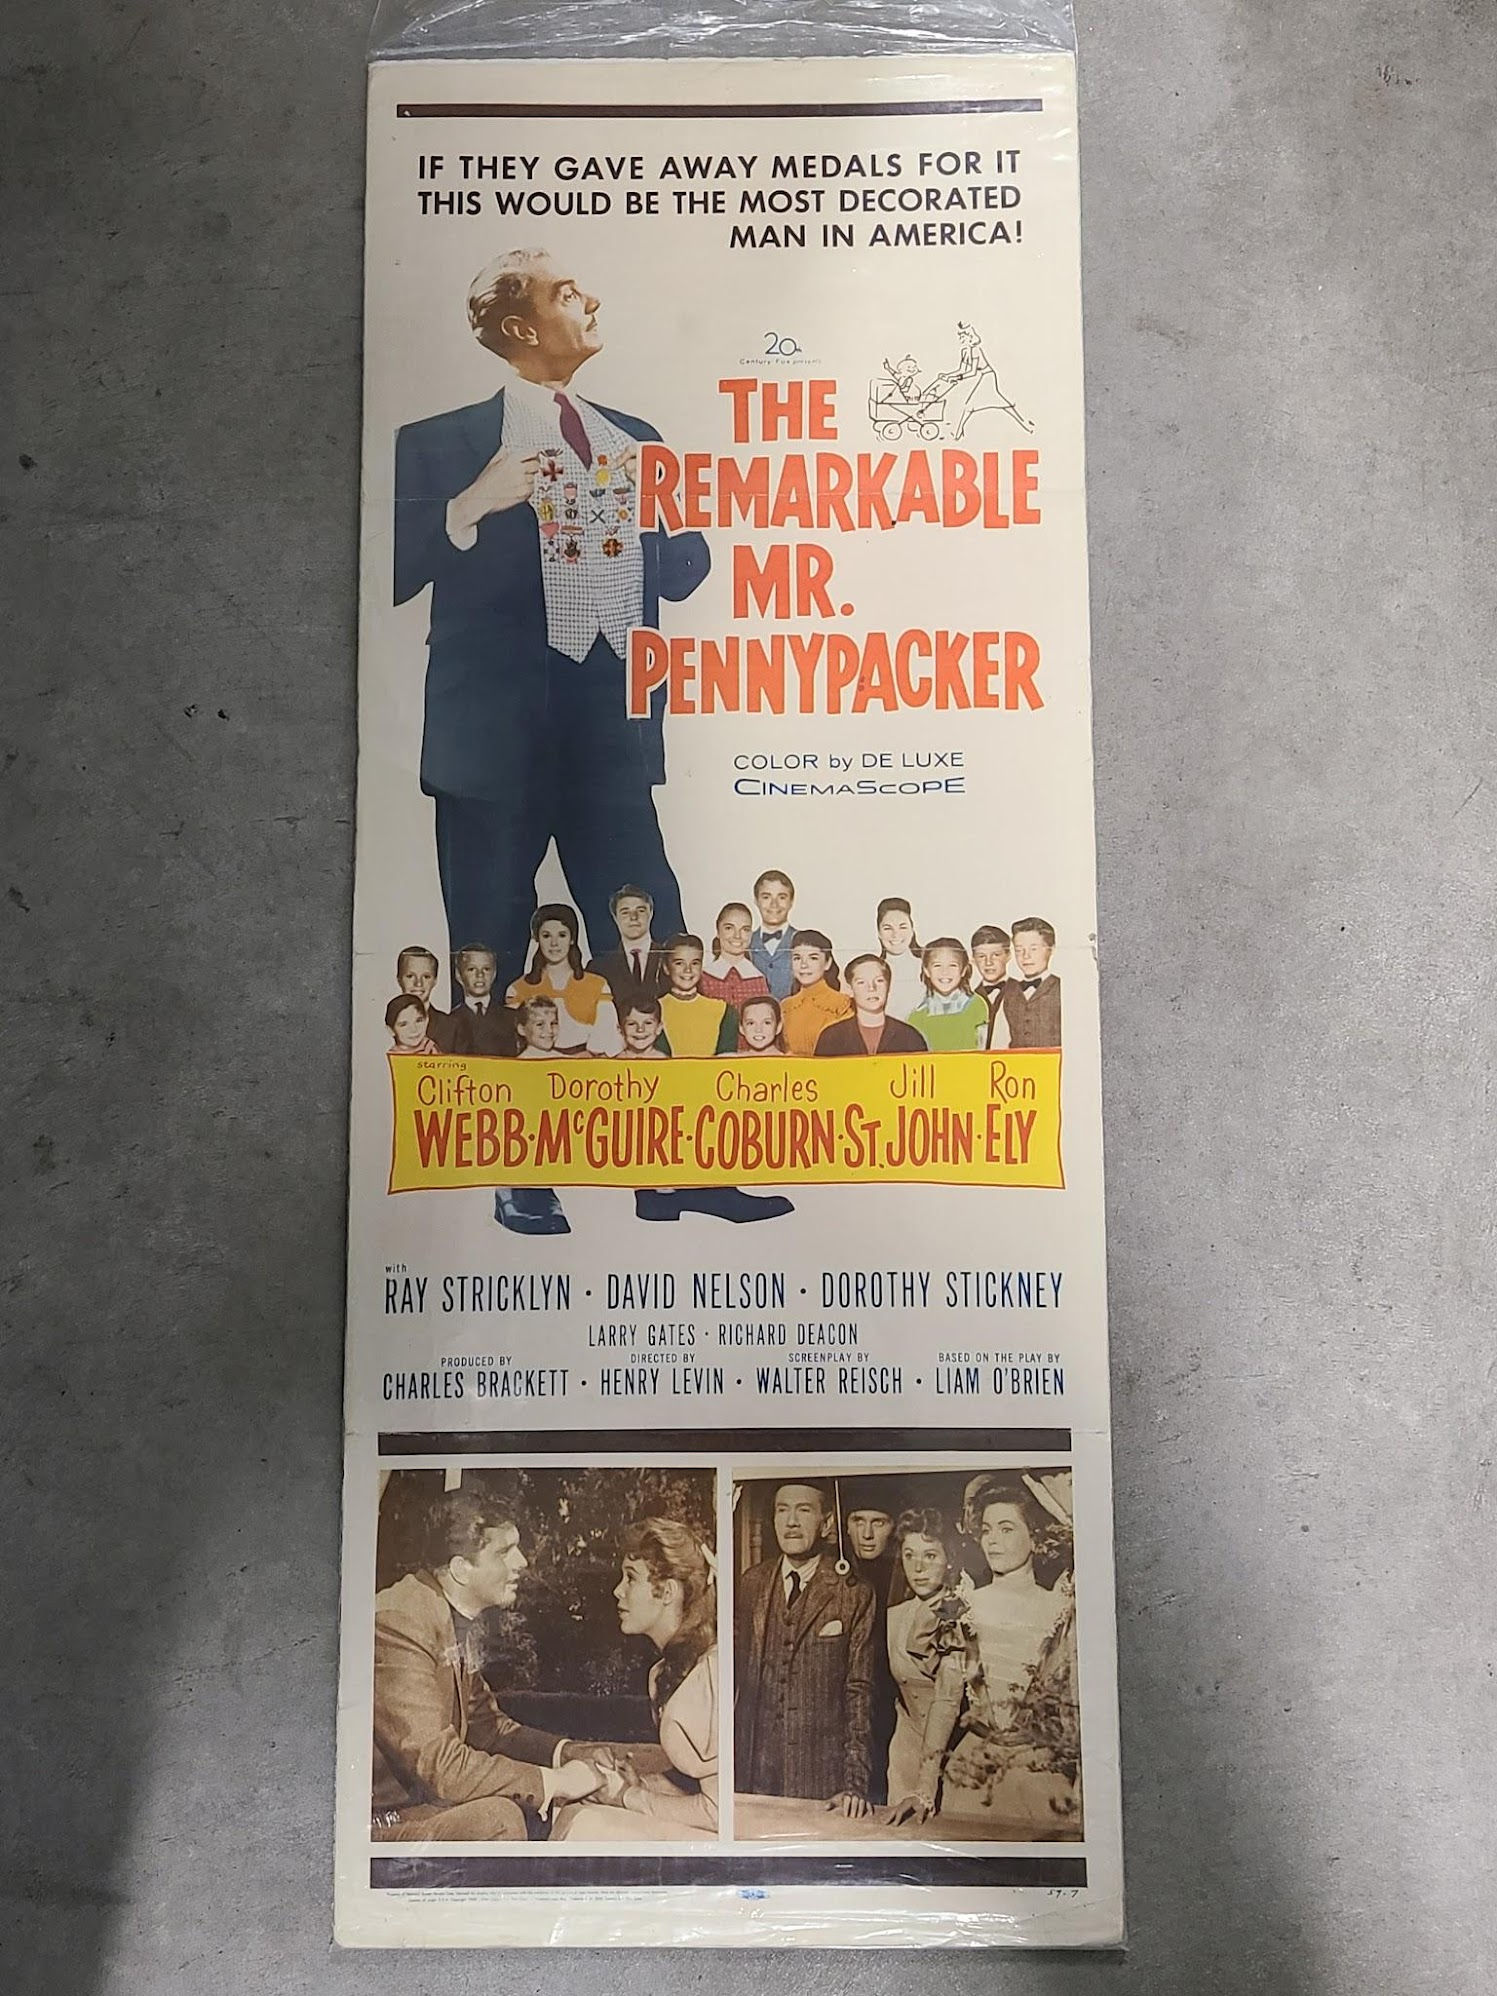 IF THEY GAVE AWAY MEDALS FOR IT
THIS WOULD BE THE MOST DECORATED
MAN IN AMERICA!
20th
Century-Fox presents
THE
REMARKABLE
MR.
PENNYPACKER
COLOR by DE LUXE
CINEMASCOPE
starring
Clifton Dorothy Charles Jill Ron
WEBB · McGUIRE · COBURN · ST. JOHN · ELY
with
RAY STRICKLYN · DAVID NELSON · DOROTHY STICKNEY
LARRY GATES · RICHARD DEACON
PRODUCED BY DIRECTED BY SCREENPLAY BY BASED ON THE PLAY BY
CHARLES BRACKETT · HENRY LEVIN · WALTER REISCH · LIAM O'BRIEN
59-7